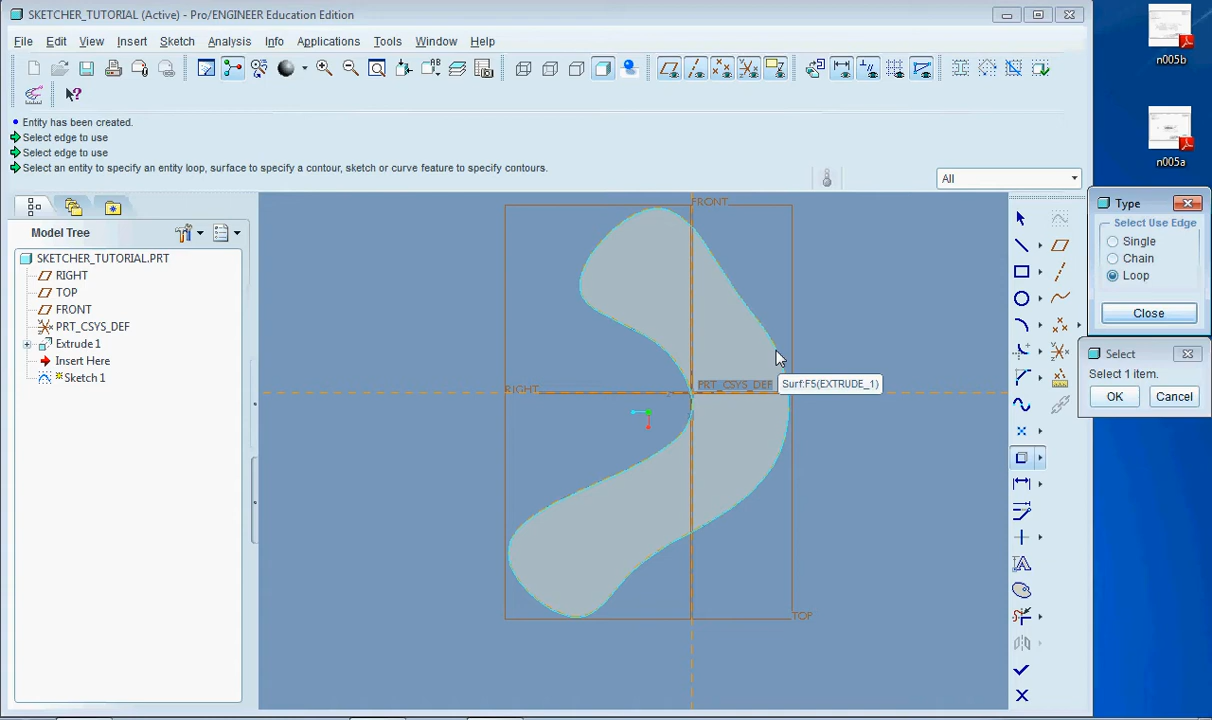 SKETCHER_TUTORIAL (Active) - Pro/ENGINEER Education Edition
File Edit View Insert Sketch Analysis Info Applications Tools Window Help
Entity has been created.
Select edge to use
Select edge to use
Select an entity to specify an entity loop, surface to specify a contour, sketch or curve feature to specify contours.
All
Model Tree
SKETCHER_TUTORIAL.PRT
RIGHT
TOP
FRONT
PRT_CSYS_DEF
Extrude 1
Insert Here
Sketch 1
FRONT
RIGHT
PRT_CSYS_DEF
Surf:F5(EXTRUDE_1)
TOP
n005b
n005a
Type
Select Use Edge
Single
Chain
Loop
Close
Select
Select 1 item.
OK Cancel